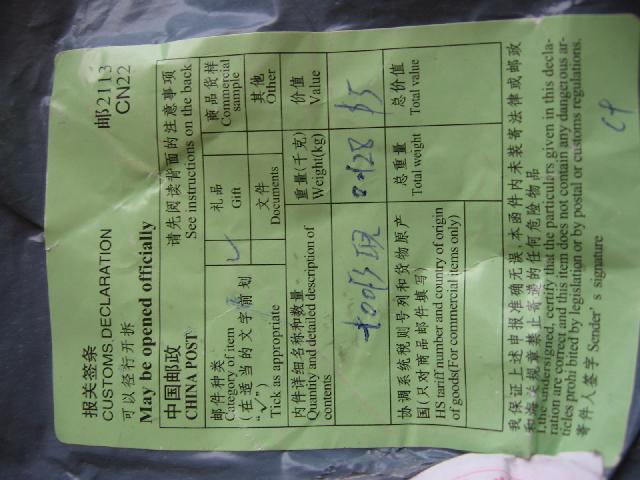 报关签条
邮2113
CUSTOMS DECLARATION
CN22
可以径行开拆
May be opened officially
中国邮政
CHINA POST
请先阅读背面的注意事项
See instructions on the back
邮件种类
Category of item
(在适当的文字前划
"✓")
Tick as appropriate
✓
礼品
Gift
商品货样
Commercial
sample
文件
Documents
其他
Other
内件详细名称和数量
Quantity and detailed description of
contents
重量(千克)
Weight(kg)
价值
Value
$5
协调系统税则号列和货物原产
国(只对商品邮件填写)
HS tariff number and country of origin
of goods(For commercial items only)
总重量
Total weight
总价值
Total value
我保证上述申报准确无误,本函件内未装寄法律或邮政
和海关规章禁止寄递的任何危险物品
I,the undersigned, certify that the particulers given in this decla-
ration are correct and this item does not contain any dangerous ar-
ticles prohi bited by legislation or by postal or customs regulations.
寄件人签字 Sender's signature